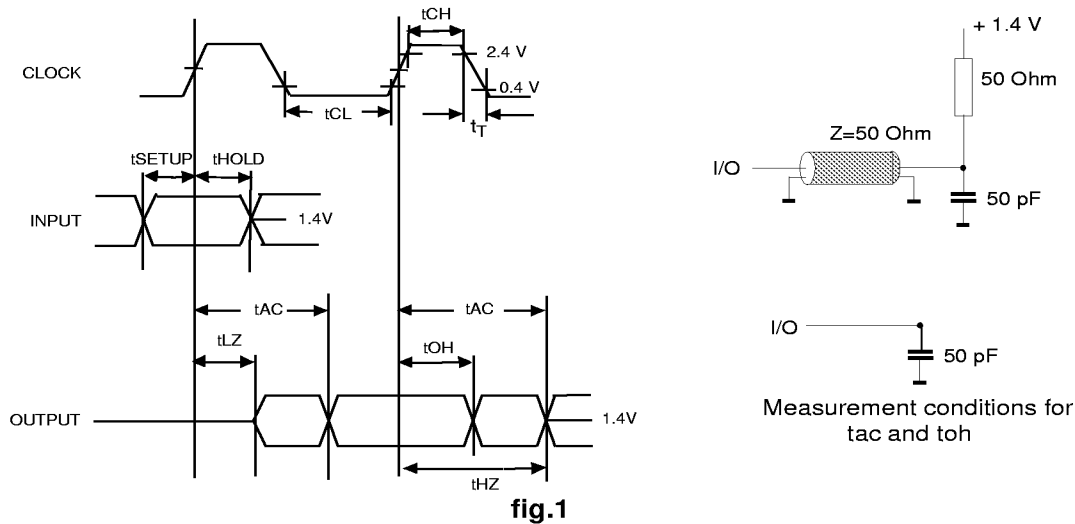 tCH
2.4 V
CLOCK
0.4 V
tCL
tT
tSETUP
tHOLD
INPUT
1.4V
tAC
tAC
tLZ
tOH
OUTPUT
1.4V
tHZ
fig.1
+ 1.4 V
50 Ohm
Z=50 Ohm
I/O
50 pF
I/O
50 pF
Measurement conditions for
tac and toh